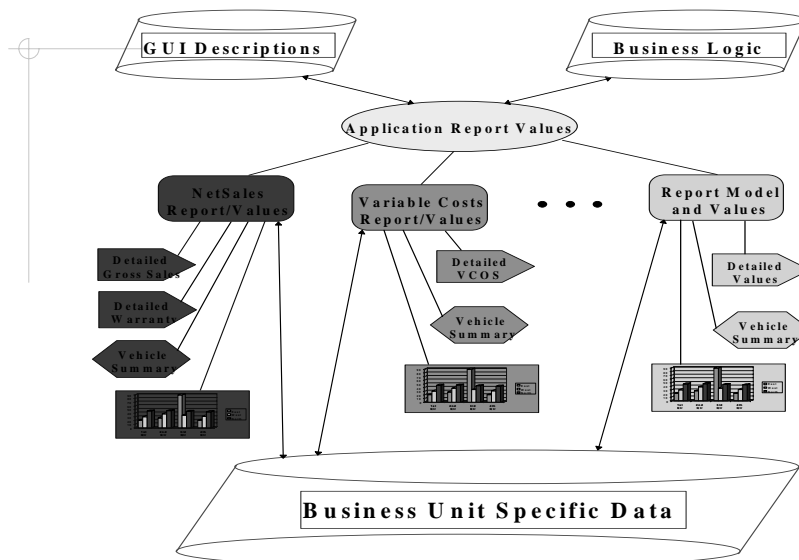 GUI Descriptions
Business Logic
Application Report Values
NetSales
Report/Values
Variable Costs
Report/Values
Report Model
and Values
Detailed
Gross Sales
Detailed
VCOS
Detailed
Values
Detailed
Warranty
Vehicle
Summary
Vehicle
Summary
Vehicle
Summary
Business Unit Specific Data